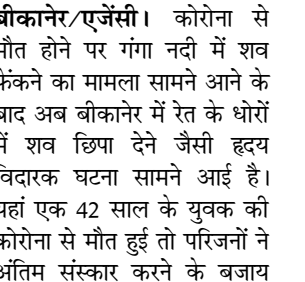 बीकानेर/एजेंसी। कोरोना से
मौत होने पर गंगा नदी में शव
फेंकने का मामला सामने आने के
बाद अब बीकानेर में रेत के धोरों
में शव छिपा देने जैसी हृदय
विदारक घटना सामने आई है।
यहां एक 42 साल के युवक की
कोरोना से मौत हुई तो परिजनों ने
अंतिम संस्कार करने के बजाय